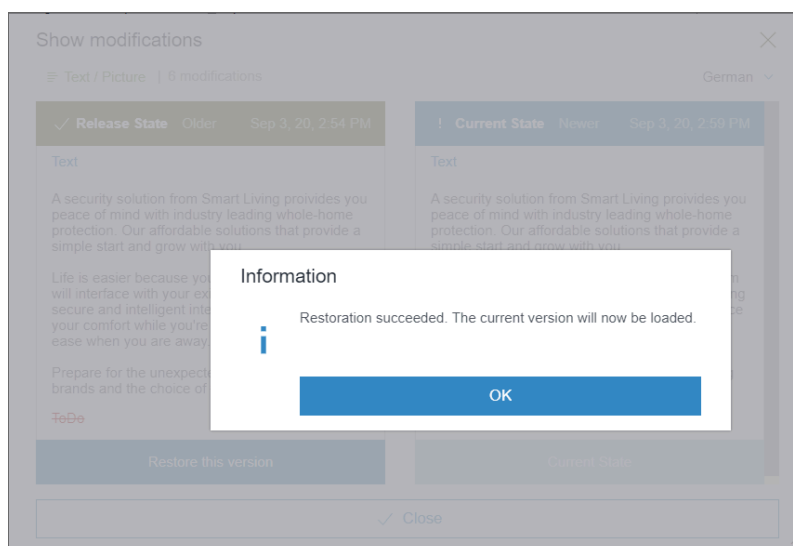 Show modifications
Text / Picture | 6 modifications
German
Release State Older Sep 3, 20, 2.54 PM
Text
A security solution from Smart Living proivides you
peace of mind with industry leading whole-home
protection. Our affordable solutions that provide a
simple start and grow with you
Life is easier because you
will interface with your
secure and intelligent
your comfort while you're
ease when you are away.
Prepare for the
brands and the choice of
ToDo
Restore this version
! Current State Newer Sep 3, 20, 2.59 PM
Text
A security solution from Smart Living proivides you
peace of mind with industry leading whole-home
protection. Our affordable solutions that provide a
simple start and grow with you
Current State
Information
Restoration succeeded. The current version will now be loaded.
OK
Close